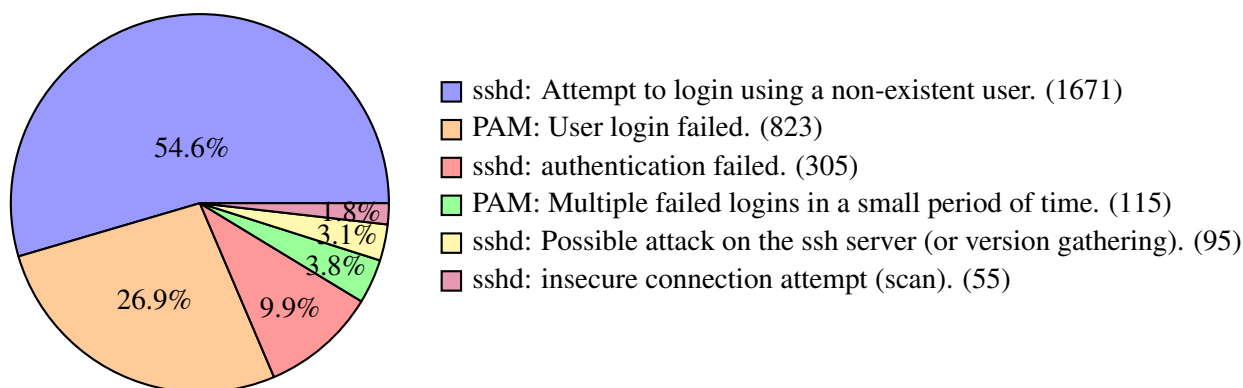 54.6%
26.9%
9.9%
3.8%
3.1%
1.8%
sshd: Attempt to login using a non-existent user. (1671)
PAM: User login failed. (823)
sshd: authentication failed. (305)
PAM: Multiple failed logins in a small period of time. (115)
sshd: Possible attack on the ssh server (or version gathering). (95)
sshd: insecure connection attempt (scan). (55)